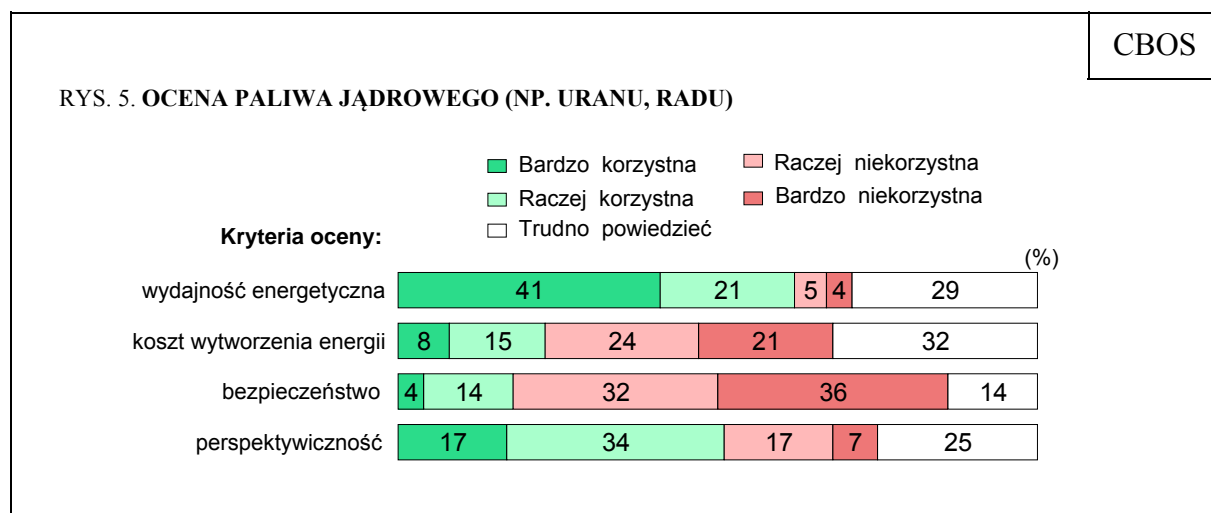 CBOS
RYS. 5. OCENA PALIWA JĄDROWEGO (NP. URANU, RADU)
Bardzo korzystna
Raczej niekorzystna
Raczej korzystna
Bardzo niekorzystna
Trudno powiedzieć
Kryteria oceny:
(%)
wydajność energetyczna 41 21 5 4 29
koszt wytworzenia energii 8 15 24 21 32
bezpieczeństwo 4 14 32 36 14
perspektywiczność 17 34 17 7 25